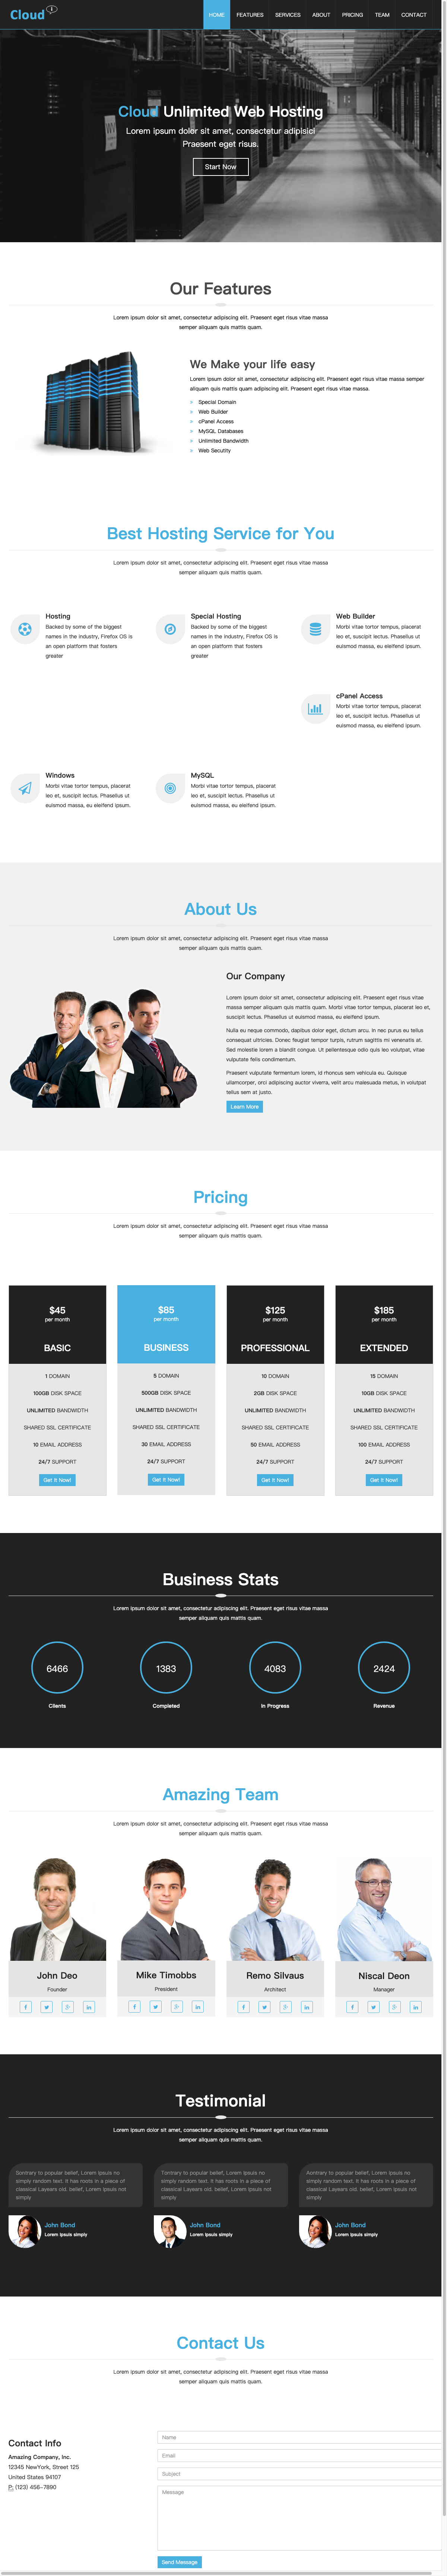 Cloud
HOME FEATURES SERVICES ABOUT PRICING TEAM CONTACT
Cloud Unlimited Web Hosting
Lorem ipsum dolor sit amet, consectetur adipisici
Praesent eget risus.
Start Now
Our Features
Lorem ipsum dolor sit amet, consectetur adipiscing elit. Praesent eget risus vitae massa
semper aliquam quis mattis quam.
We Make your life easy
Lorem ipsum dolor sit amet, consectetur adipiscing elit. Praesent eget risus vitae massa semper
aliquam quis mattis quam adipiscing elit. Praesent eget risus vitae massa.
Special Domain
Web Builder
cPanel Access
MySQL Databases
Unlimited Bandwidth
Web Secutity
Best Hosting Service for You
Lorem ipsum dolor sit amet, consectetur adipiscing elit. Praesent eget risus vitae massa
semper aliquam quis mattis quam.
Hosting
Backed by some of the biggest
names in the industry, Firefox OS is
an open platform that fosters
greater
Special Hosting
Backed by some of the biggest
names in the industry, Firefox OS is
an open platform that fosters
greater
Web Builder
Morbi vitae tortor tempus, placerat
leo et, suscipit lectus. Phasellus ut
euismod massa, eu eleifend ipsum.
cPanel Access
Morbi vitae tortor tempus, placerat
leo et, suscipit lectus. Phasellus ut
euismod massa, eu eleifend ipsum.
Windows
Morbi vitae tortor tempus, placerat
leo et, suscipit lectus. Phasellus ut
euismod massa, eu eleifend ipsum.
MySQL
Morbi vitae tortor tempus, placerat
leo et, suscipit lectus. Phasellus ut
euismod massa, eu eleifend ipsum.
About Us
Lorem ipsum dolor sit amet, consectetur adipiscing elit. Praesent eget risus vitae massa
semper aliquam quis mattis quam.
Our Company
Lorem ipsum dolor sit amet, consectetur adipiscing elit. Praesent eget risus vitae
massa semper aliquam quis mattis quam. Morbi vitae tortor tempus, placerat leo et,
suscipit lectus. Phasellus ut euismod massa, eu eleifend ipsum.
Nulla eu neque commodo, dapibus dolor eget, dictum arcu. In nec purus eu tellus
consequat ultricies. Donec feugiat tempor turpis, rutrum sagittis mi venenatis at.
Sed molestie lorem a blandit congue. Ut pellentesque odio quis leo volutpat, vitae
vulputate felis condimentum.
Praesent vulputate fermentum lorem, id rhoncus sem vehicula eu. Quisque
ullamcorper, orci adipiscing auctor viverra, velit arcu malesuada metus, in volutpat
tellus sem at justo.
Learn More
Pricing
Lorem ipsum dolor sit amet, consectetur adipiscing elit. Praesent eget risus vitae massa
semper aliquam quis mattis quam.
$45
per month
BASIC
1 DOMAIN
100GB DISK SPACE
UNLIMITED BANDWIDTH
SHARED SSL CERTIFICATE
10 EMAIL ADDRESS
24/7 SUPPORT
Get It Now!
$85
per month
BUSINESS
5 DOMAIN
500GB DISK SPACE
UNLIMITED BANDWIDTH
SHARED SSL CERTIFICATE
30 EMAIL ADDRESS
24/7 SUPPORT
Get It Now!
$125
per month
PROFESSIONAL
10 DOMAIN
2GB DISK SPACE
UNLIMITED BANDWIDTH
SHARED SSL CERTIFICATE
50 EMAIL ADDRESS
24/7 SUPPORT
Get It Now!
$185
per month
EXTENDED
15 DOMAIN
10GB DISK SPACE
UNLIMITED BANDWIDTH
SHARED SSL CERTIFICATE
100 EMAIL ADDRESS
24/7 SUPPORT
Get It Now!
Business Stats
Lorem ipsum dolor sit amet, consectetur adipiscing elit. Praesent eget risus vitae massa
semper aliquam quis mattis quam.
6466 1383 4083 2424
Clients Completed In Progress Revenue
Amazing Team
Lorem ipsum dolor sit amet, consectetur adipiscing elit. Praesent eget risus vitae massa
semper aliquam quis mattis quam.
John Deo
Founder
Mike Timobbs
President
Remo Silvaus
Architect
Niscal Deon
Manager
Testimonial
Lorem ipsum dolor sit amet, consectetur adipiscing elit. Praesent eget risus vitae massa
semper aliquam quis mattis quam.
Sontrary to popular belief, Lorem Ipsuls no
simply random text. It has roots in a piece of
classical Layears old. belief, Lorem Ipsuls not
simply
John Bond
Lorem Ipsuls simply
Tontrary to popular belief, Lorem Ipsuls no
simply random text. It has roots in a piece of
classical Layears old. belief, Lorem Ipsuls not
simply
John Bond
Lorem Ipsuls simply
Aontrary to popular belief, Lorem Ipsuls no
simply random text. It has roots in a piece of
classical Layears old. belief, Lorem Ipsuls not
simply
John Bond
Lorem Ipsuls simply
Contact Us
Lorem ipsum dolor sit amet, consectetur adipiscing elit. Praesent eget risus vitae massa
semper aliquam quis mattis quam.
Contact Info
Amazing Company, Inc.
12345 NewYork, Street 125
United States 94107
P: (123) 456-7890
Name
Email
Subject
Message
Send Message